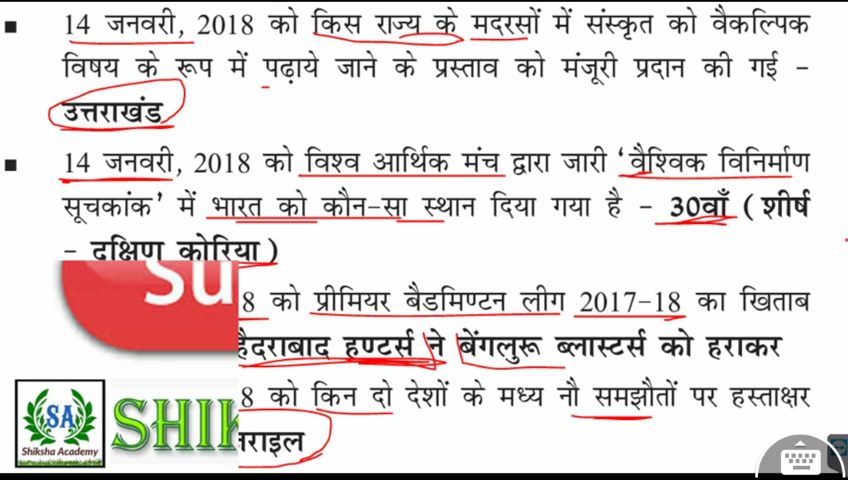 14 जनवरी, 2018 को किस राज्य के मदरसों में संस्कृत को वैकल्पिक
विषय के रूप में पढ़ाये जाने के प्रस्ताव को मंजूरी प्रदान की गई -
उत्तराखंड
14 जनवरी, 2018 को विश्व आर्थिक मंच द्वारा जारी ‘वैश्विक विनिर्माण
सूचकांक’ में भारत को कौन-सा स्थान दिया गया है - 30वाँ (शीर्ष
- दक्षिण कोरिया)
Su
8 को प्रीमियर बैडमिण्टन लीग 2017-18 का खिताब
हैदराबाद हण्टर्स ने बेंगलुरू ब्लास्टर्स को हराकर
8 को किन दो देशों के मध्य नौ समझौतों पर हस्ताक्षर
राइल
SA
Shiksha Academy
SHIK